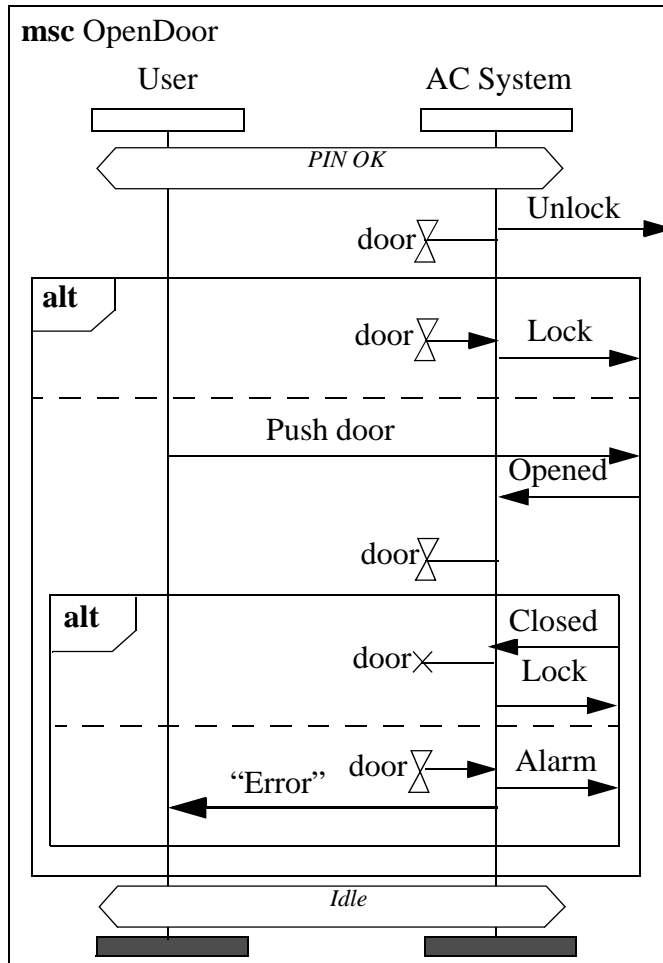 msc OpenDoor
User
AC System
PIN OK
Unlock
door
alt
door
Lock
Push door
Opened
door
alt
Closed
door
Lock
door
Alarm
“Error”
Idle